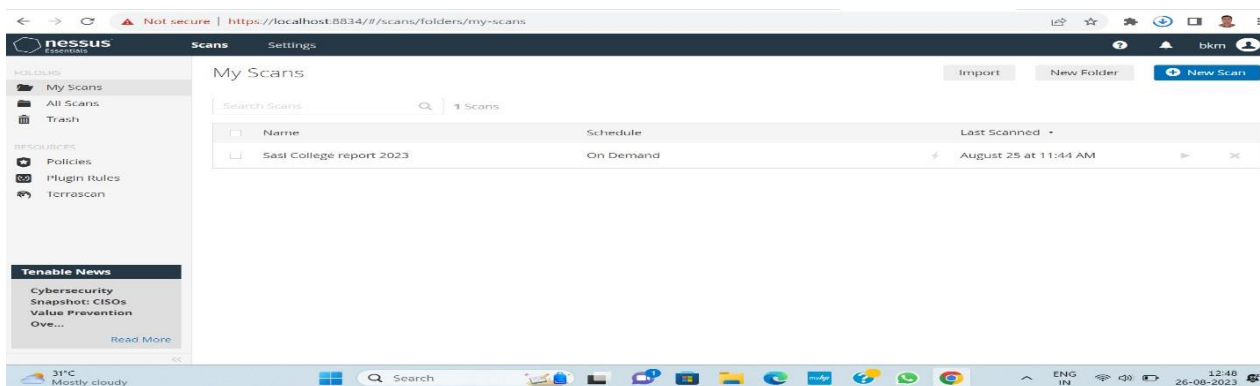 Not secure | https://localhost:8834/#/scans/folders/my-scans
nessus Essentials Scans Settings bkm
FOLDERS
My Scans
All Scans
Trash
RESOURCES
Policies
Plugin Rules
Terrascan
Tenable News
Cybersecurity
Snapshot: CISOs
Value Prevention
Ove...
Read More
My Scans Import New Folder New Scan
Search Scans 1 Scans
Name Schedule Last Scanned
Sasi College report 2023 On Demand August 25 at 11:44 AM
31°C
Mostly cloudy
Search
ENG
IN
12:48
26-08-2023